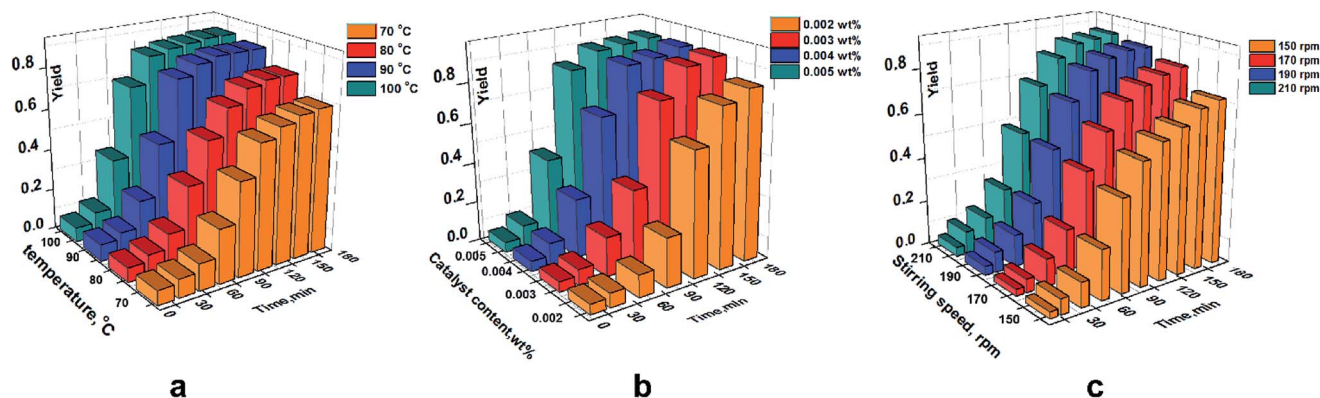 70 °C
80 °C
90 °C
100 °C
Yield
0.8
0.6
0.4
0.2
0.0
100
90
80
70
temperature, °C
0
30
60
90
120
150
180
Time,min
a
0.002 wt%
0.003 wt%
0.004 wt%
0.005 wt%
Yield
0.8
0.6
0.4
0.2
0.0
0.005
0.004
0.003
0.002
Catalyst content,wt%
0
30
60
90
120
150
180
Time,min
b
150 rpm
170 rpm
190 rpm
210 rpm
Yield
0.8
0.6
0.4
0.2
0.0
210
190
170
150
Stirring speed, rpm
0
30
60
90
120
150
180
Time,min
c